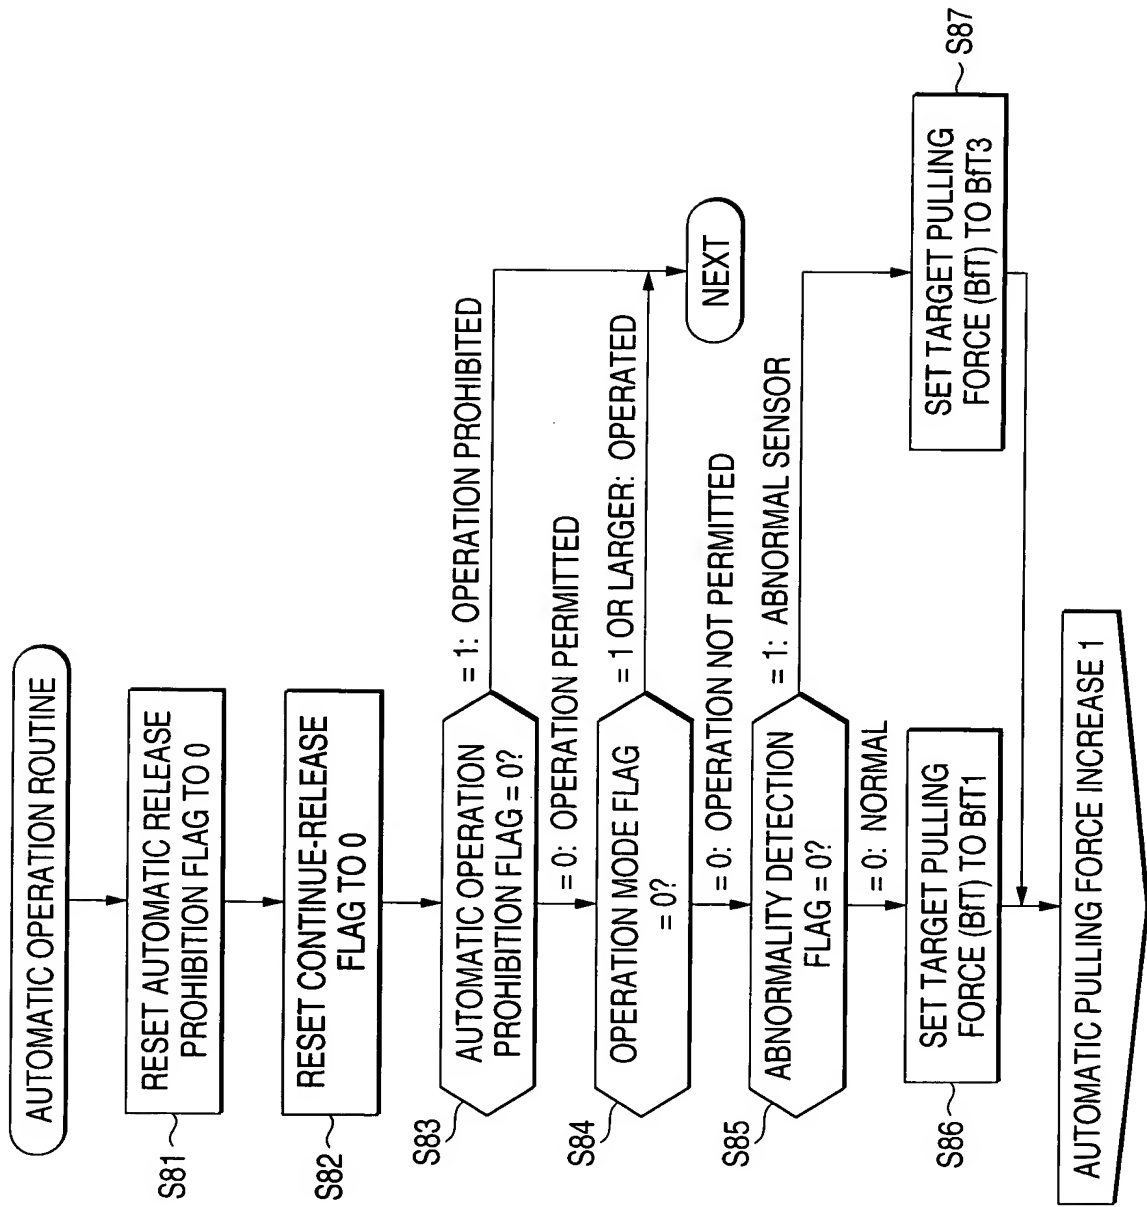 AUTOMATIC OPERATION ROUTINE
S81
RESET AUTOMATIC RELEASE
PROHIBITION FLAG TO 0
S82
RESET CONTINUE-RELEASE
FLAG TO 0
S83
AUTOMATIC OPERATION
PROHIBITION FLAG = 0?
= 1: OPERATION PROHIBITED
= 0: OPERATION PERMITTED
S84
OPERATION MODE FLAG
= 0?
= 1 OR LARGER: OPERATED
NEXT
= 0: OPERATION NOT PERMITTED
S85
ABNORMALITY DETECTION
FLAG = 0?
= 1: ABNORMAL SENSOR
= 0: NORMAL
S86
SET TARGET PULLING
FORCE (BfT) TO BfT1
SET TARGET PULLING
FORCE (BfT) TO BfT3
S87
AUTOMATIC PULLING FORCE INCREASE 1